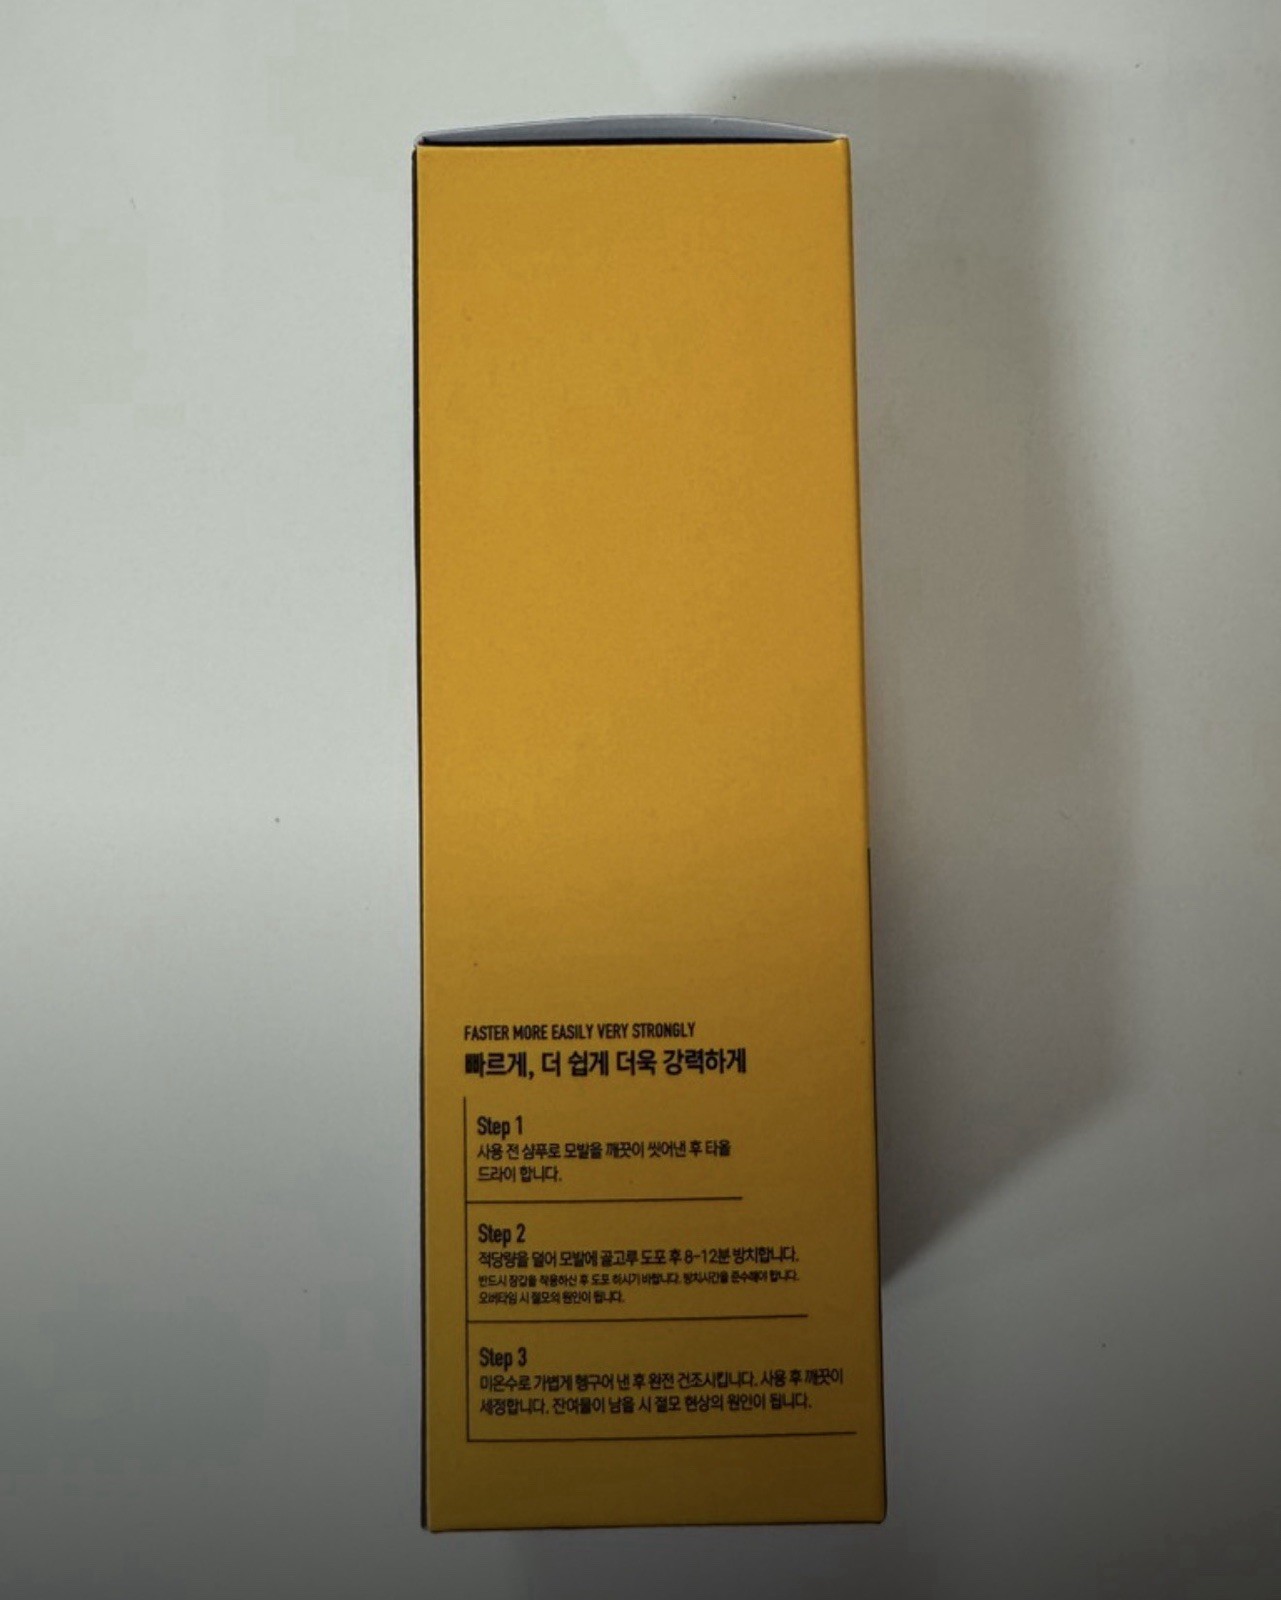 FASTER MORE EASILY VERY STRONGLY
빠르게, 더 쉽게 더욱 강력하게
Step 1
사용 전 샴푸로 모발을 깨끗이 씻어낸 후 타올
드라이 합니다.
Step 2
적당량을 덜어 모발에 골고루 도포 후 8-12분 방치합니다.
반드시 장갑을 착용하신 후 도포 하시기 바랍니다. 방치시간을 준수해야 합니다.
오버타임 시 절모의 원인이 됩니다.
Step 3
미온수로 가볍게 헹구어 낸 후 완전 건조시킵니다. 사용 후 깨끗이
세정합니다. 잔여물이 남을 시 절모 현상의 원인이 됩니다.